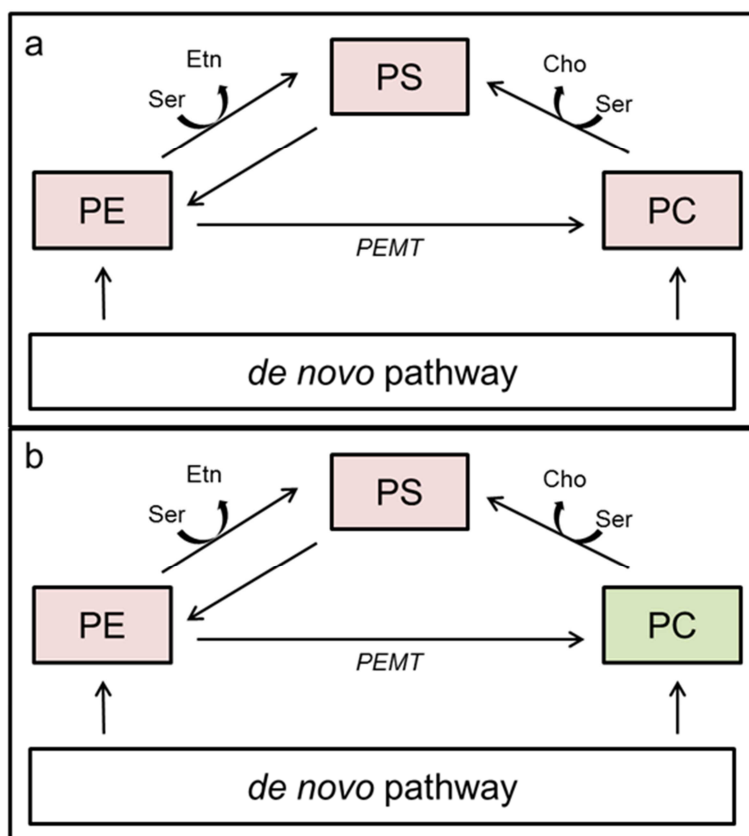 a
Etn
PS
Cho
Ser
Ser
PE
PC
PEMT
de novo pathway
b
Etn
PS
Cho
Ser
Ser
PE
PC
PEMT
de novo pathway